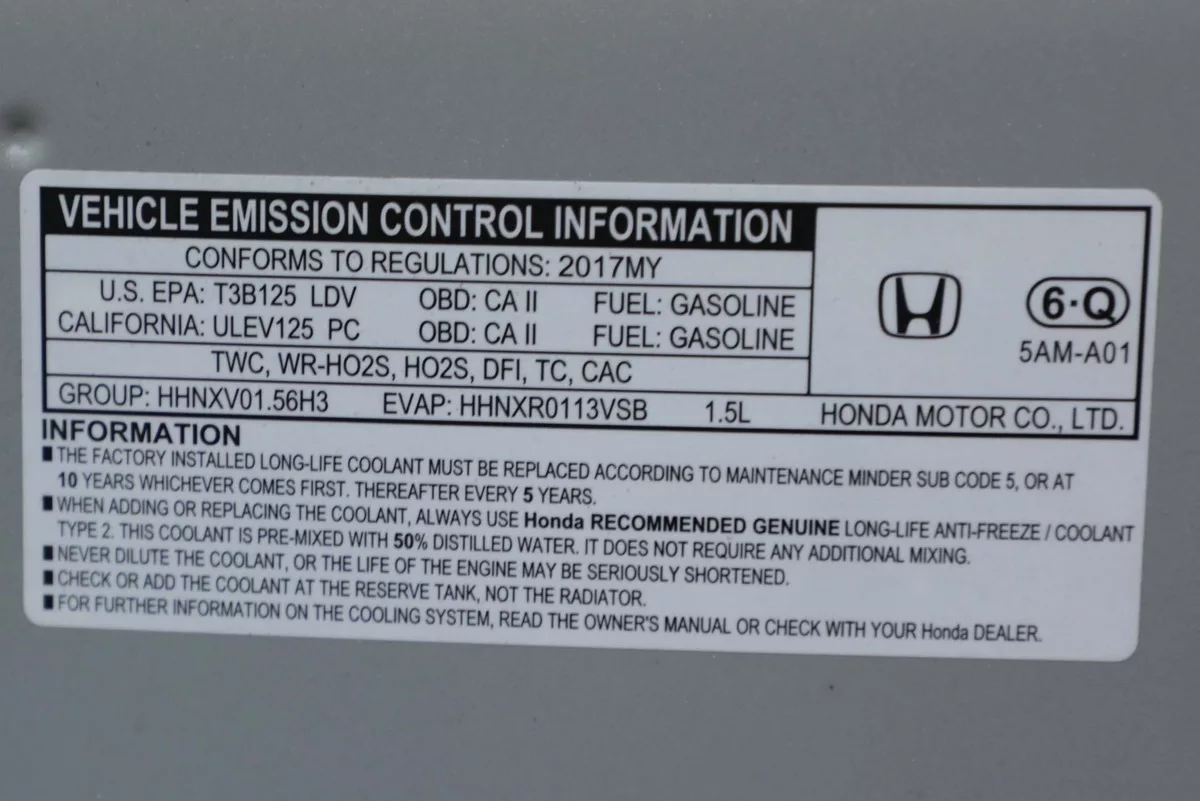 VEHICLE EMISSION CONTROL INFORMATION
CONFORMS TO REGULATIONS: 2017MY
U.S. EPA: T3B125 LDV OBD: CA II FUEL: GASOLINE
CALIFORNIA: ULEV125 PC OBD: CA II FUEL: GASOLINE
TWC, WR-HO2S, HO2S, DFI, TC, CAC
6·Q
5AM-A01
GROUP: HHNXV01.56H3 EVAP: HHNXR0113VSB 1.5L HONDA MOTOR CO., LTD.
INFORMATION
■ THE FACTORY INSTALLED LONG-LIFE COOLANT MUST BE REPLACED ACCORDING TO MAINTENANCE MINDER SUB CODE 5, OR AT
10 YEARS WHICHEVER COMES FIRST. THEREAFTER EVERY 5 YEARS.
■ WHEN ADDING OR REPLACING THE COOLANT, ALWAYS USE Honda RECOMMENDED GENUINE LONG-LIFE ANTI-FREEZE / COOLANT
TYPE 2. THIS COOLANT IS PRE-MIXED WITH 50% DISTILLED WATER. IT DOES NOT REQUIRE ANY ADDITIONAL MIXING.
■ NEVER DILUTE THE COOLANT, OR THE LIFE OF THE ENGINE MAY BE SERIOUSLY SHORTENED.
■ CHECK OR ADD THE COOLANT AT THE RESERVE TANK, NOT THE RADIATOR.
■ FOR FURTHER INFORMATION ON THE COOLING SYSTEM, READ THE OWNER'S MANUAL OR CHECK WITH YOUR Honda DEALER.